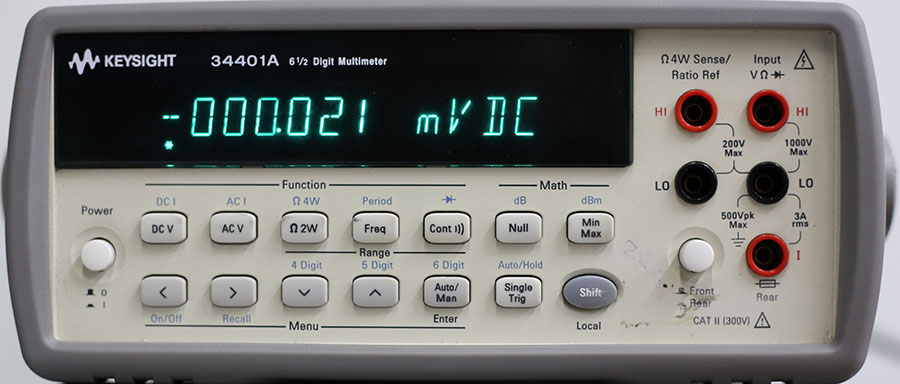 KEYSIGHT 34401A 6½ Digit Multimeter
-000.021 mVDC
*
Ω 4W Sense/ Ratio Ref
Input V Ω
HI HI
200V Max 1000V Max
LO LO
500Vpk Max 3A rms
I
Function Math
DC I AC I Ω 4W Period dB dBm
Power
DC V AC V Ω 2W Freq Cont ))) Null Min Max
Range
4 Digit 5 Digit 6 Digit Auto/Hold
< > Auto/ Man Single Trig Shift
On/Off Recall Enter Local
Menu
O
I
Front
Rear
Rear
CAT II (300V)